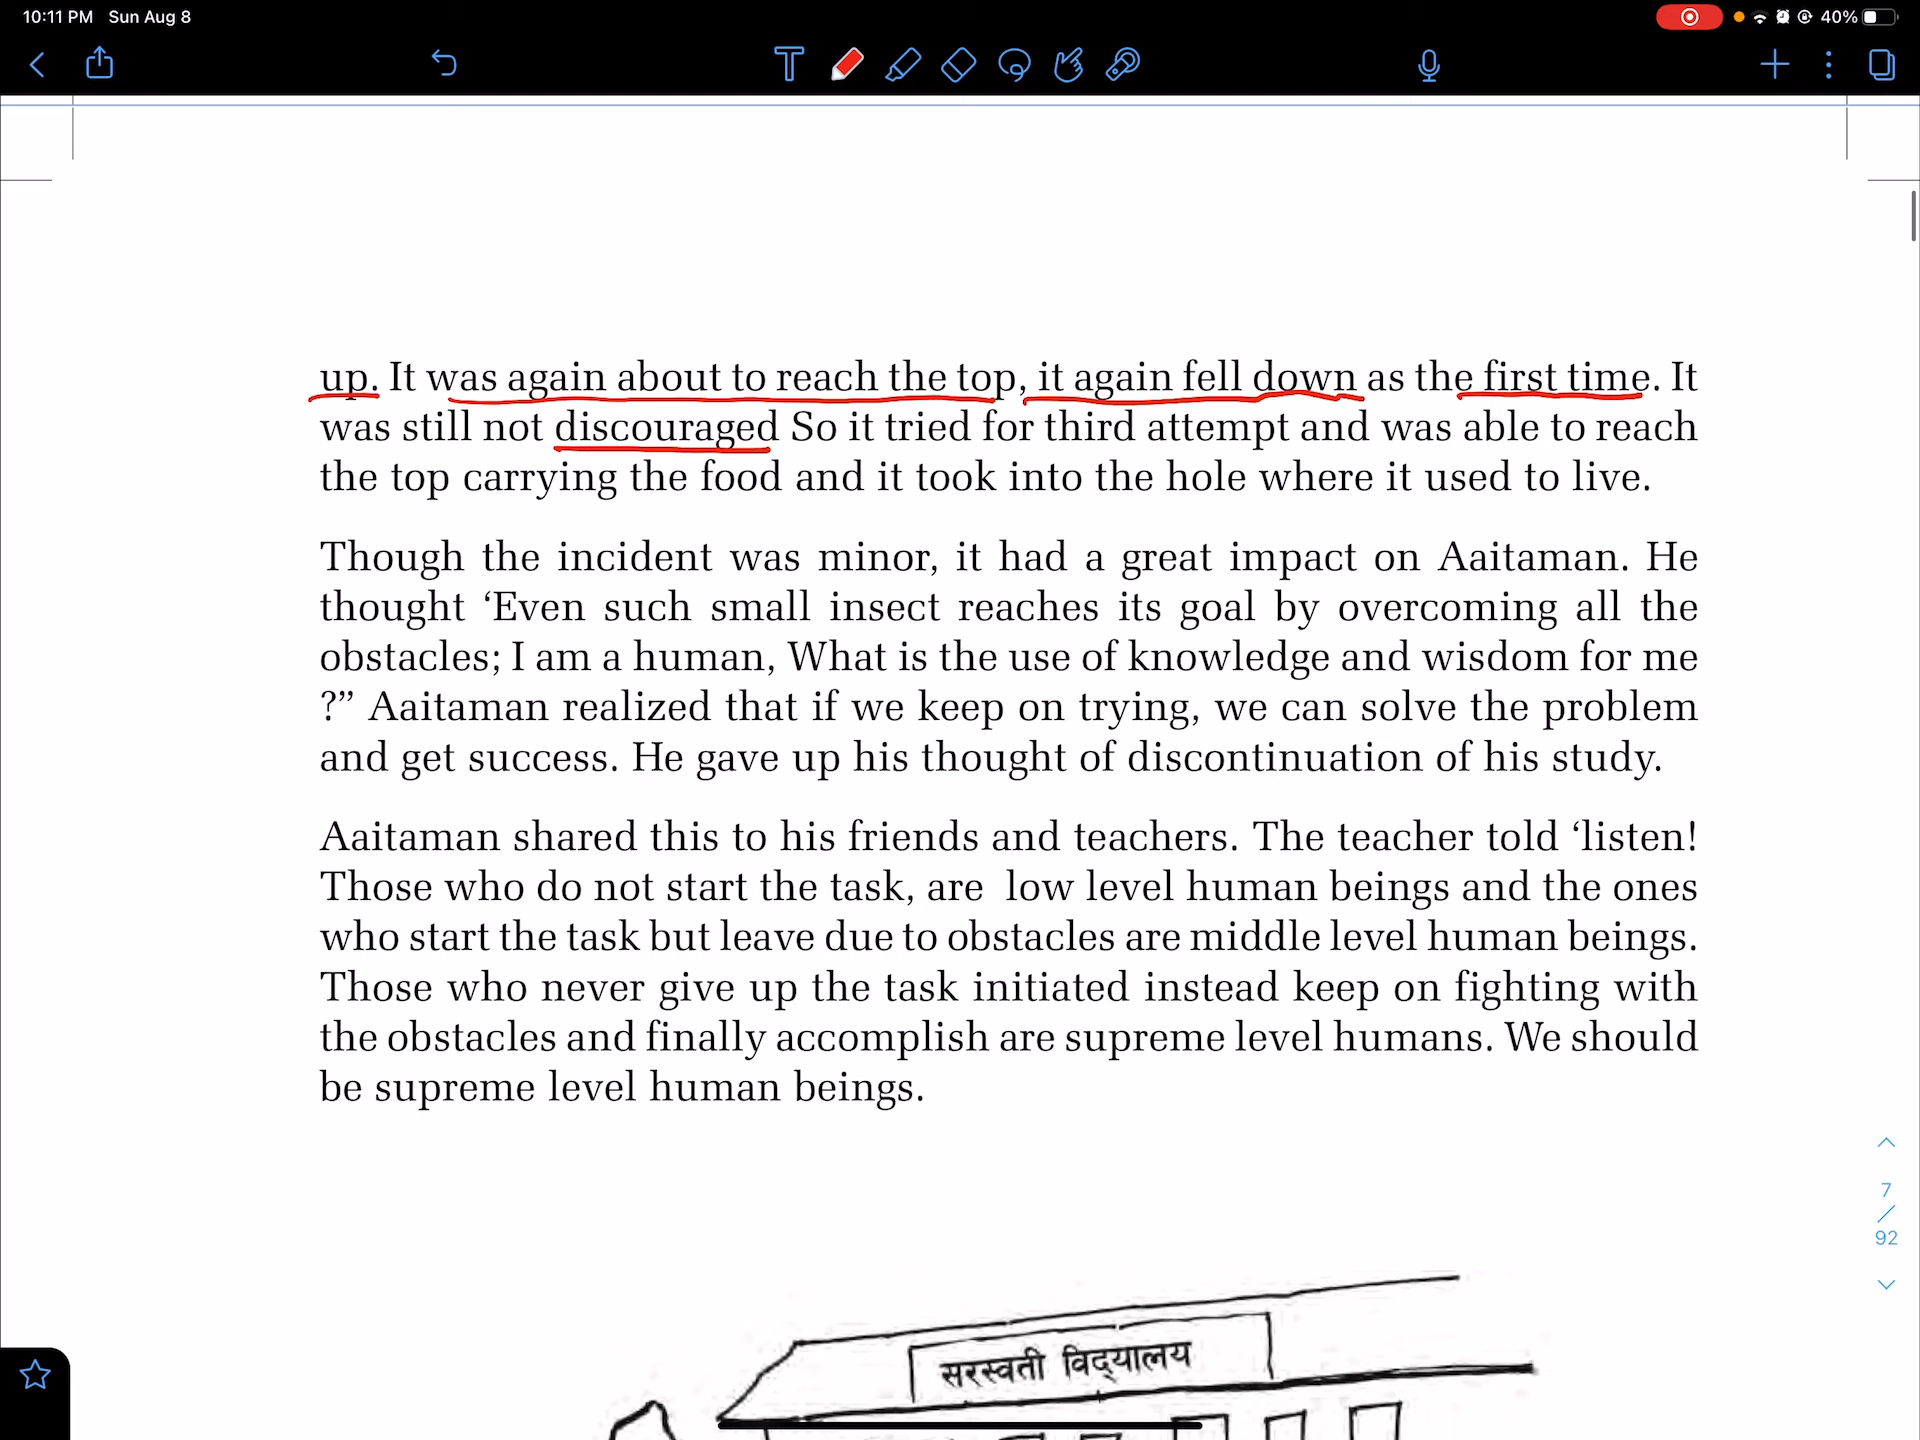 10:11 PM Sun Aug 8
40%
up. It was again about to reach the top, it again fell down as the first time. It
was still not discouraged So it tried for third attempt and was able to reach
the top carrying the food and it took into the hole where it used to live.
Though the incident was minor, it had a great impact on Aaitaman. He
thought ‘Even such small insect reaches its goal by overcoming all the
obstacles; I am a human, What is the use of knowledge and wisdom for me
?” Aaitaman realized that if we keep on trying, we can solve the problem
and get success. He gave up his thought of discontinuation of his study.
Aaitaman shared this to his friends and teachers. The teacher told ‘listen!
Those who do not start the task, are low level human beings and the ones
who start the task but leave due to obstacles are middle level human beings.
Those who never give up the task initiated instead keep on fighting with
the obstacles and finally accomplish are supreme level humans. We should
be supreme level human beings.
7
/
92
सरस्वती विद्यालय